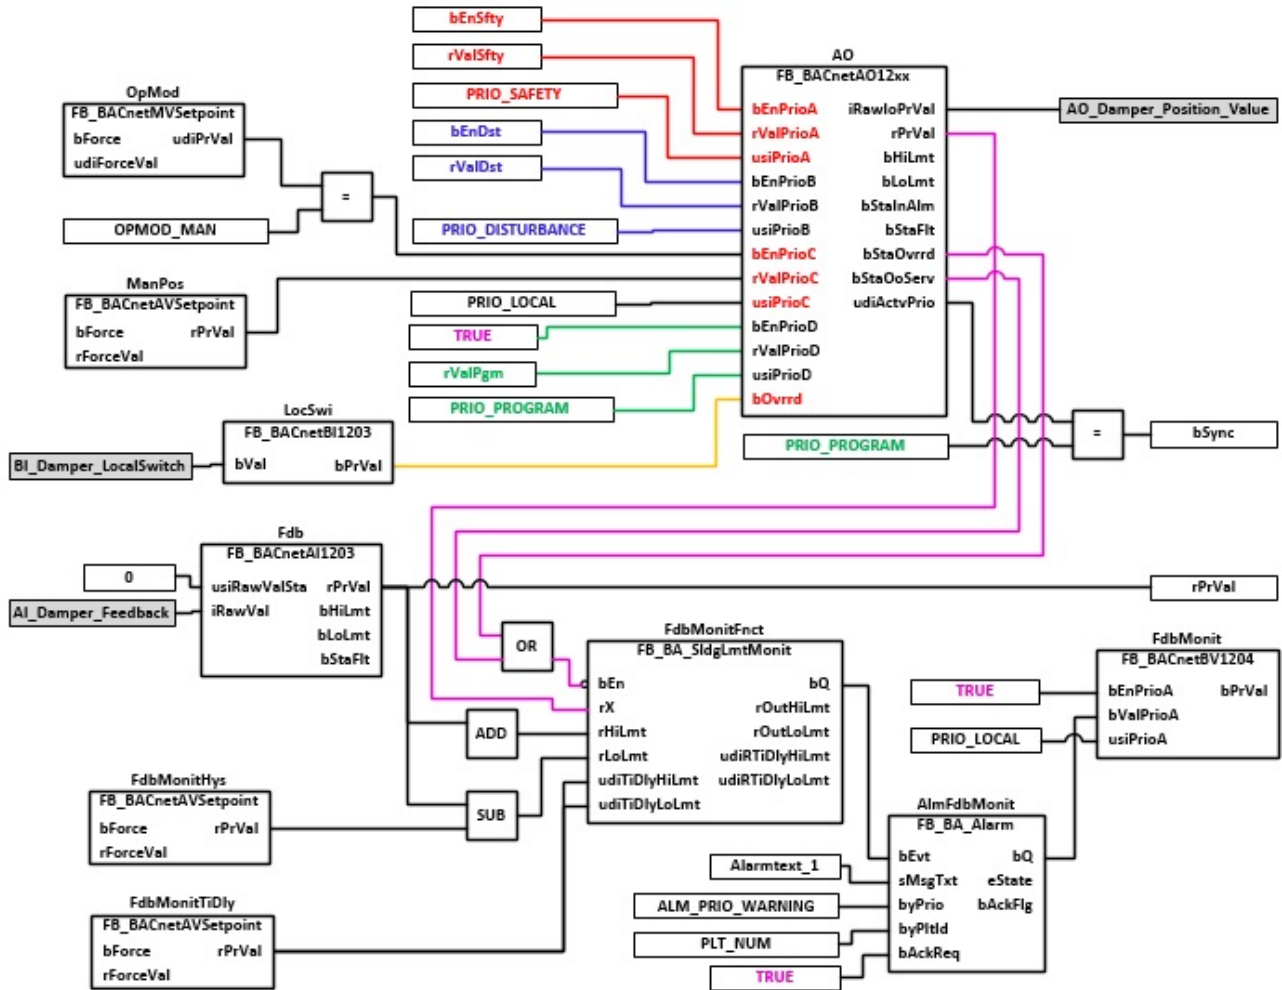 bEnSfty
rValSfty
PRIO_SAFETY
bEnDst
rValDst
PRIO_DISTURBANCE
OpMod
FB_BACnetMVSetpoint
bForce udiPrVal
udiForceVal
=
OPMOD_MAN
ManPos
FB_BACnetAVSetpoint
bForce rPrVal
rForceVal
PRIO_LOCAL
TRUE
rValPgm
PRIO_PROGRAM
AO
FB_BACnetAO12xx
bEnPrioA iRawIoPrVal
rValPrioA rPrVal
usiPrioA bHiLmt
bEnPrioB bLoLmt
rValPrioB bStaInAlm
usiPrioB bStaFlt
bEnPrioC bStaOvrrd
rValPrioC bStaOoServ
usiPrioC udiActvPrio
bEnPrioD
rValPrioD
usiPrioD
bOvrrd
AO_Damper_Position_Value
LocSwi
FB_BACnetBI1203
BI_Damper_LocalSwitch
bVal bPrVal
PRIO_PROGRAM
=
bSync
Fdb
FB_BACnetAI1203
0
usiRawValSta rPrVal
AI_Damper_Feedback
iRawVal bHiLmt
bLoLmt
bStaFlt
rPrVal
OR
ADD
SUB
FdbMonitFnct
FB_BA_SldgLmtMonit
bEn bQ
rX rOutHiLmt
rHiLmt rOutLoLmt
rLoLmt udiRTiDlyHiLmt
udiTiDlyHiLmt udiRTiDlyLoLmt
udiTiDlyLoLmt
FdbMonit
FB_BACnetBV1204
TRUE
bEnPrioA bPrVal
bValPrioA
PRIO_LOCAL
usiPrioA
FdbMonitHys
FB_BACnetAVSetpoint
bForce rPrVal
rForceVal
FdbMonitTiDly
FB_BACnetAVSetpoint
bForce rPrVal
rForceVal
AlmFdbMonit
FB_BA_Alarm
bEvt bQ
Alarmtext_1
sMsgTxt eState
ALM_PRIO_WARNING
byPrio bAckFlg
PLT_NUM
byPltId
TRUE
bAckReq